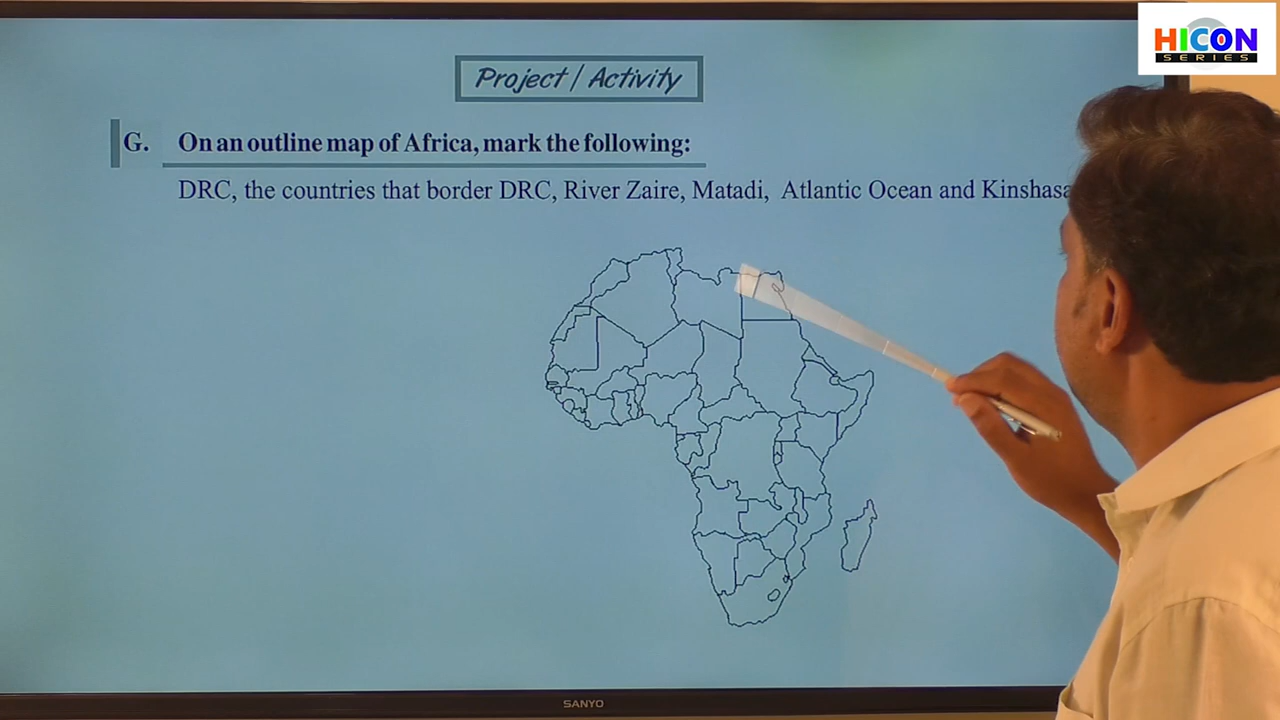 HICON
SERIES
Project / Activity
G. On an outline map of Africa, mark the following:
DRC, the countries that border DRC, River Zaire, Matadi, Atlantic Ocean and Kinshasa
SANYO